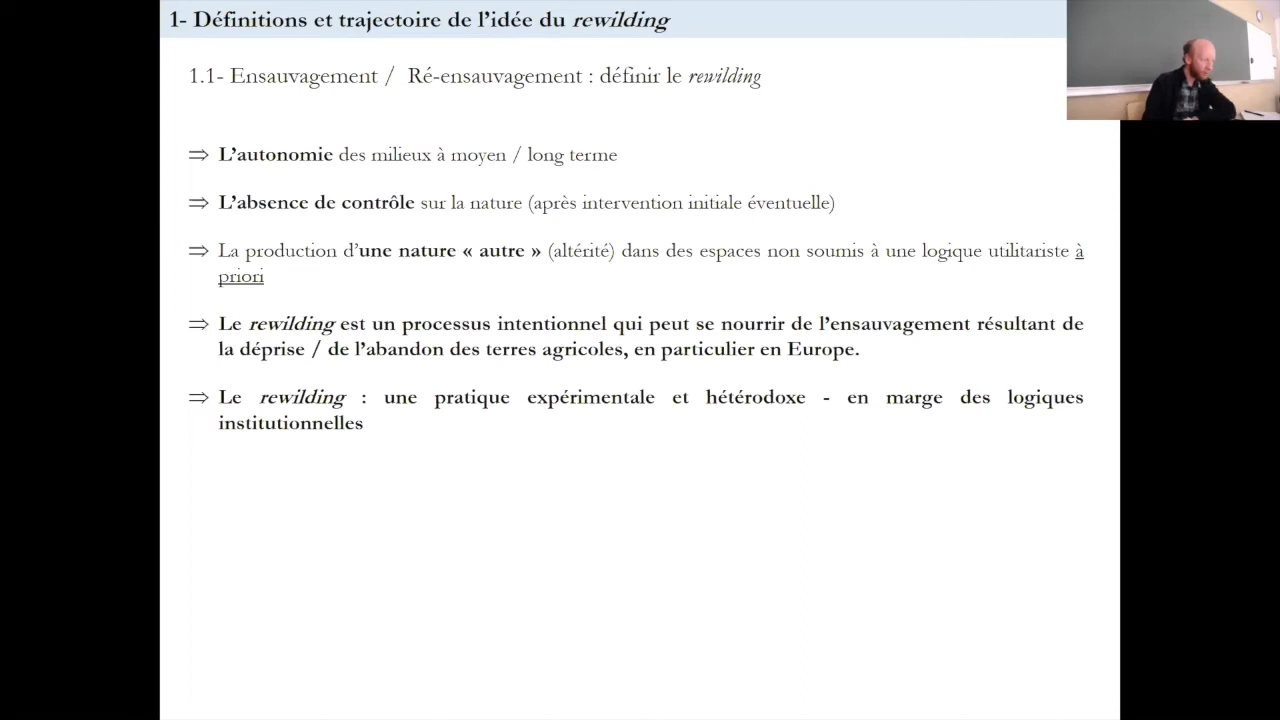 1- Définitions et trajectoire de l'idée du rewilding
1.1- Ensauvagement / Ré-ensauvagement : définir le rewilding
⇒ L'autonomie des milieux à moyen / long terme
⇒ L'absence de contrôle sur la nature (après intervention initiale éventuelle)
⇒ La production d'une nature « autre » (altérité) dans des espaces non soumis à une logique utilitariste à
priori
⇒ Le rewilding est un processus intentionnel qui peut se nourrir de l'ensauvagement résultant de
la déprise / de l'abandon des terres agricoles, en particulier en Europe.
⇒ Le rewilding : une pratique expérimentale et hétérodoxe - en marge des logiques
institutionnelles